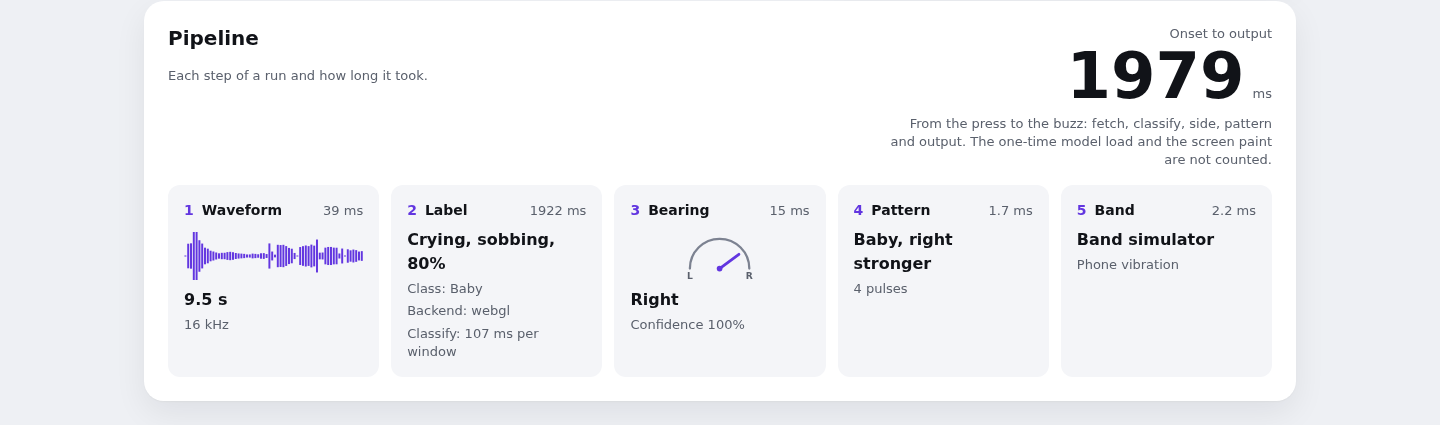 Pipeline
Each step of a run and how long it took.
Onset to output
1979 ms
From the press to the buzz: fetch, classify, side, pattern
and output. The one-time model load and the screen paint
are not counted.
1 Waveform 39 ms
9.5 s
16 kHz
2 Label 1922 ms
Crying, sobbing,
80%
Class: Baby
Backend: webgl
Classify: 107 ms per
window
3 Bearing 15 ms
L R
Right
Confidence 100%
4 Pattern 1.7 ms
Baby, right
stronger
4 pulses
5 Band 2.2 ms
Band simulator
Phone vibration